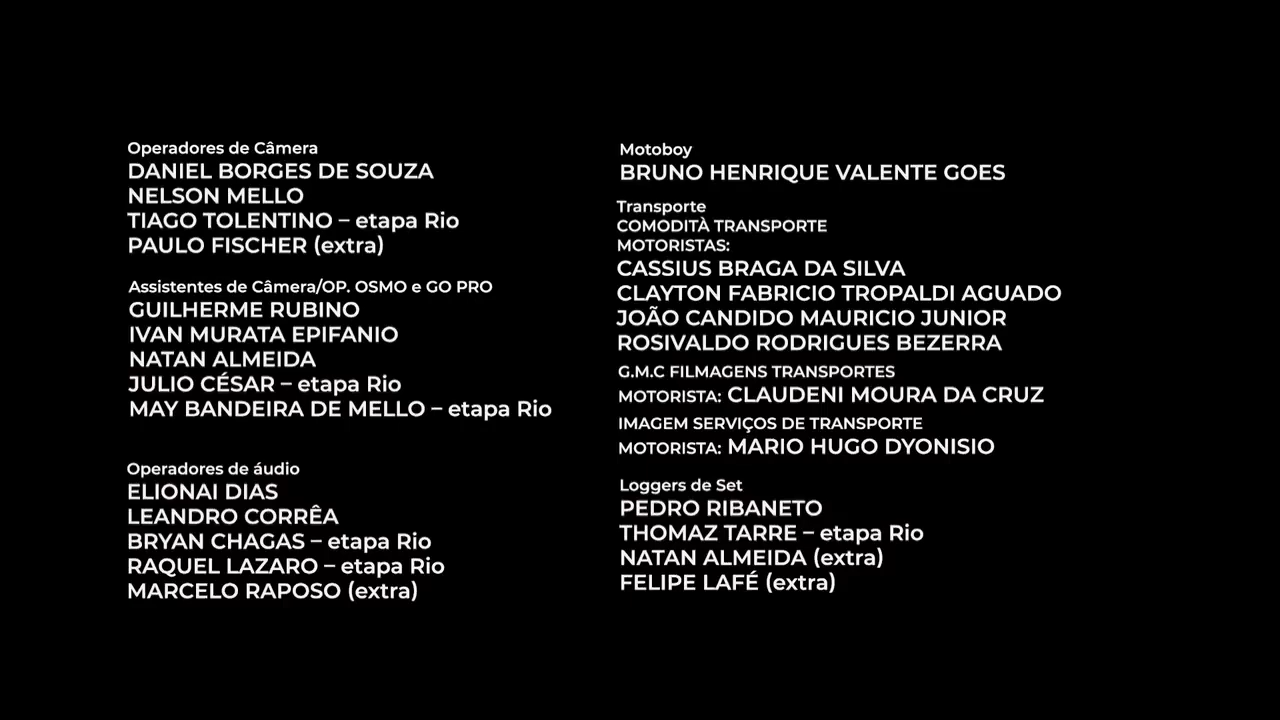 Operadores de Câmera
DANIEL BORGES DE SOUZA
NELSON MELLO
TIAGO TOLENTINO – etapa Rio
PAULO FISCHER (extra)
Assistentes de Câmera/OP. OSMO e GO PRO
GUILHERME RUBINO
IVAN MURATA EPIFANIO
NATAN ALMEIDA
JULIO CÉSAR – etapa Rio
MAY BANDEIRA DE MELLO – etapa Rio
Operadores de áudio
ELIONAI DIAS
LEANDRO CORRÊA
BRYAN CHAGAS – etapa Rio
RAQUEL LAZARO – etapa Rio
MARCELO RAPOSO (extra)
Motoboy
BRUNO HENRIQUE VALENTE GOES
Transporte
COMODITÀ TRANSPORTE
MOTORISTAS:
CASSIUS BRAGA DA SILVA
CLAYTON FABRICIO TROPALDI AGUADO
JOÃO CANDIDO MAURICIO JUNIOR
ROSIVALDO RODRIGUES BEZERRA
G.M.C FILMAGENS TRANSPORTES
MOTORISTA: CLAUDENI MOURA DA CRUZ
IMAGEM SERVIÇOS DE TRANSPORTE
MOTORISTA: MARIO HUGO DYONISIO
Loggers de Set
PEDRO RIBANETO
THOMAZ TARRE – etapa Rio
NATAN ALMEIDA (extra)
FELIPE LAFÉ (extra)